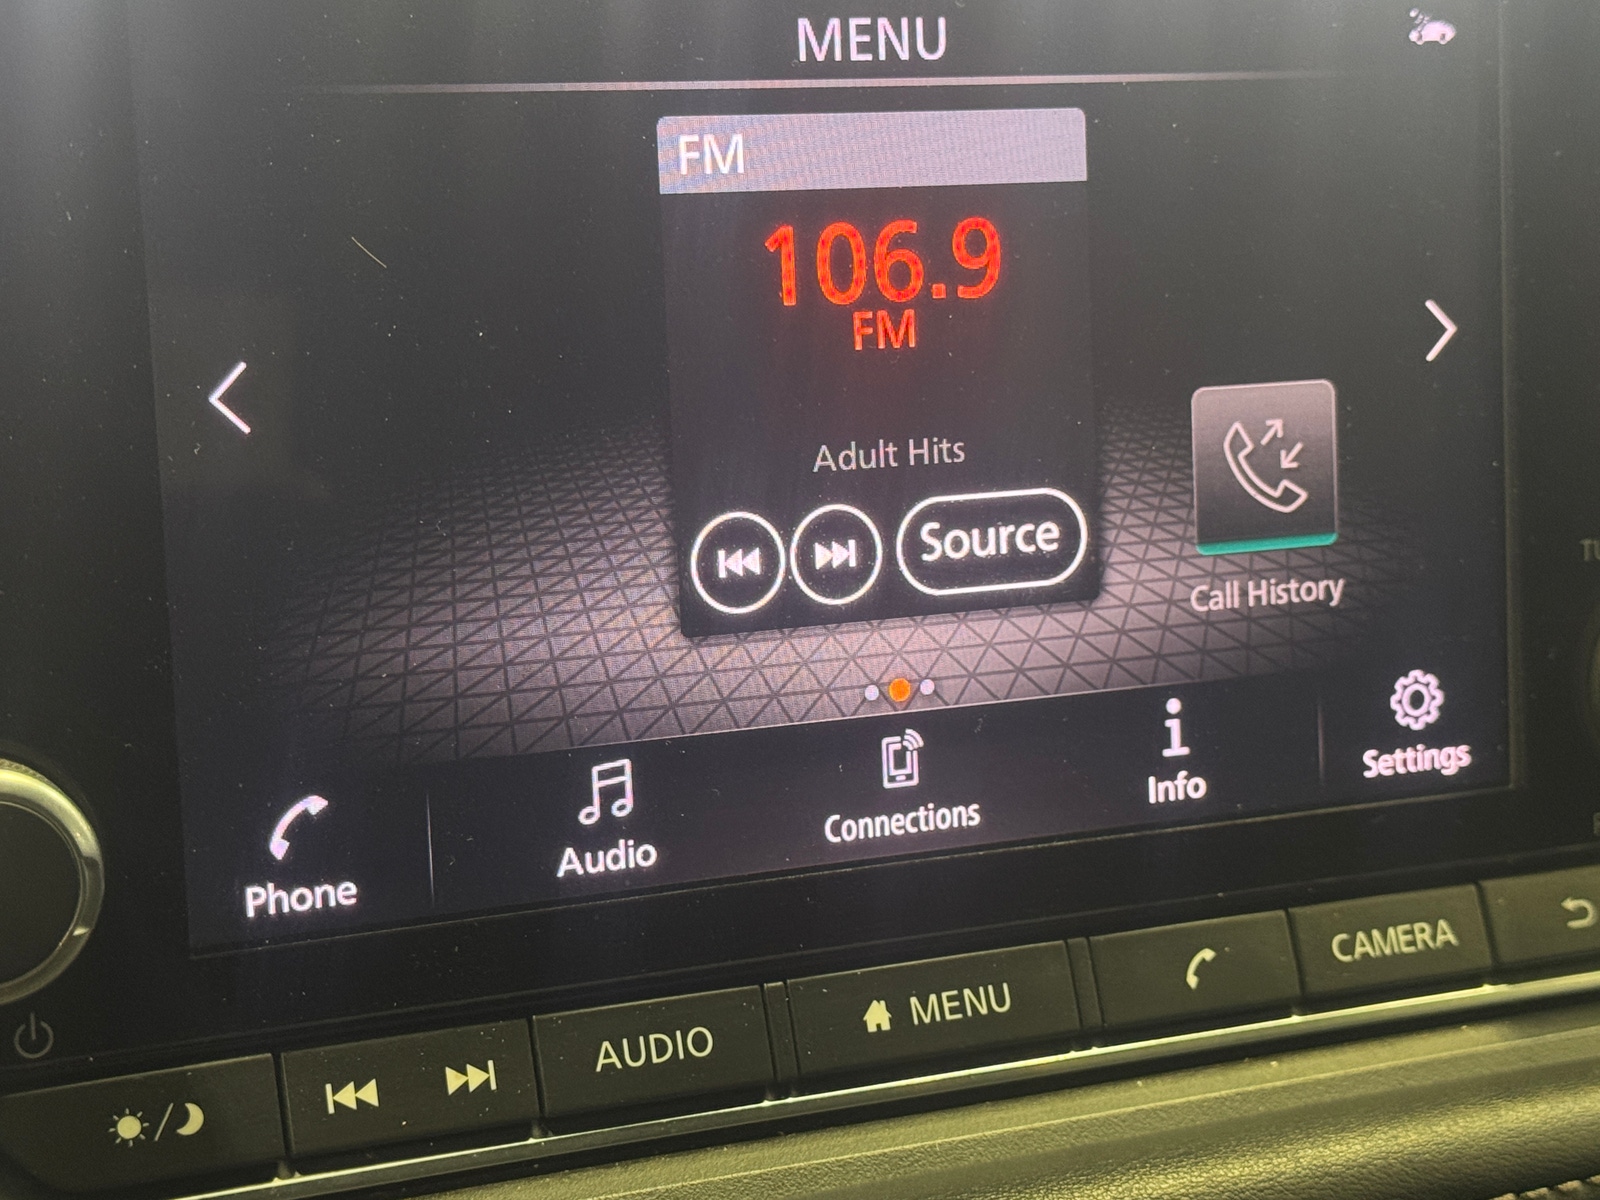 MENU
FM
106.9
FM
Adult Hits
Source
Call History
Phone
Audio
Connections
Info
Settings
AUDIO
MENU
CAMERA